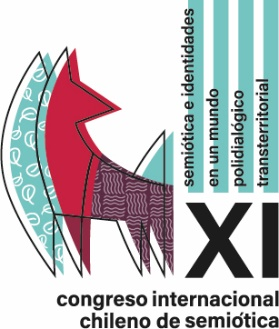 semiótica e identidades
en un mundo
polidialógico
transterritorial
XI
congreso internacional
chileno de semiótica